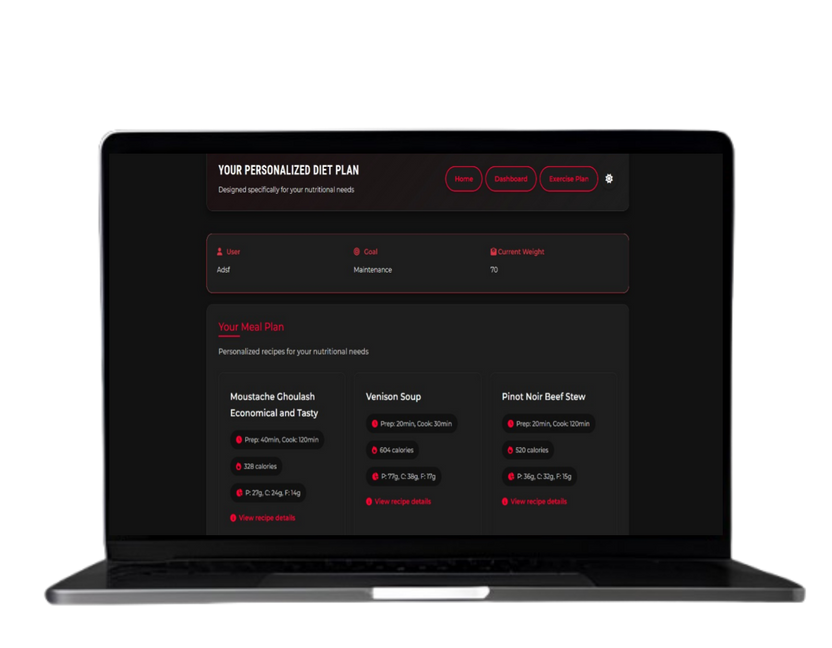 YOUR PERSONALIZED DIET PLAN
Designed specifically for your nutritional needs
Home
Dashboard
Exercise Plan
User
Goal
Current Weight
Adsf
Maintenance
70
Your Meal Plan
Personalized recipes for your nutritional needs
Moustache Ghoulash
Economical and Tasty
Prep: 40min, Cook: 120min
328 calories
P: 27g, C: 24g, F: 14g
View recipe details
Venison Soup
Prep: 20min, Cook: 30min
604 calories
P: 77g, C: 38g, F: 17g
View recipe details
Pinot Noir Beef Stew
Prep: 20min, Cook: 120min
520 calories
P: 36g, C: 32g, F: 15g
View recipe details